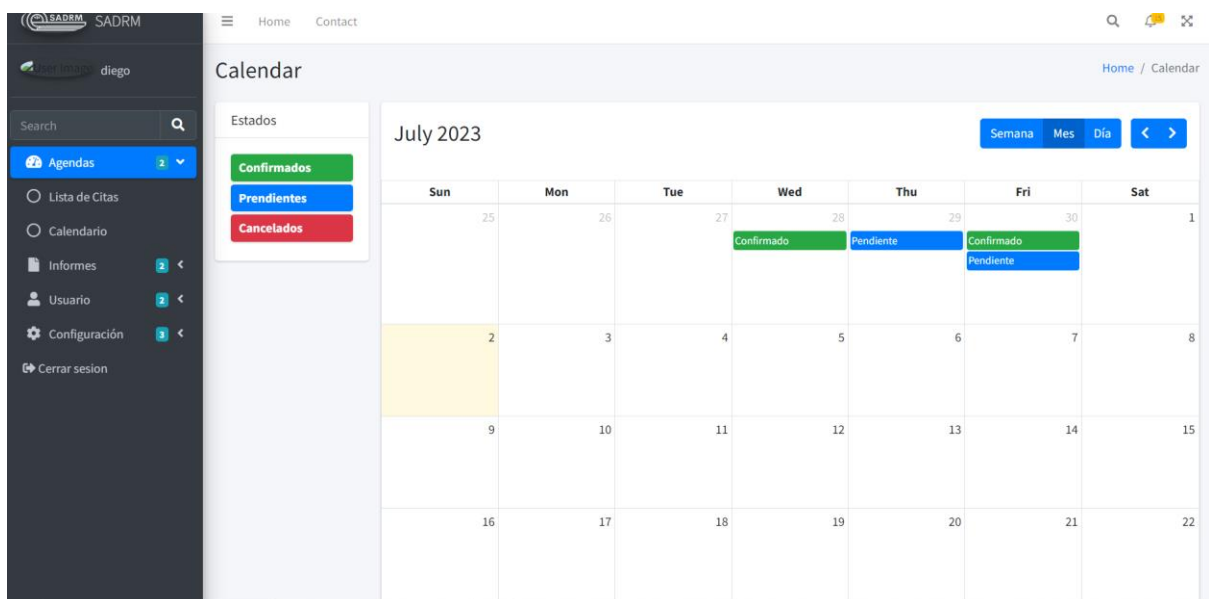 SADRM SADRM
Home Contact
User Image diego
Calendar
Home / Calendar
Search
Agendas 2
Lista de Citas
Calendario
Informes 2
Usuario 2
Configuración 3
Cerrar sesion
Estados
Confirmados
Prendientes
Cancelados
July 2023
Semana Mes Día
Sun Mon Tue Wed Thu Fri Sat
25 26 27 28 29 30 1
Confirmado Pendiente Confirmado
Pendiente
2 3 4 5 6 7 8
9 10 11 12 13 14 15
16 17 18 19 20 21 22